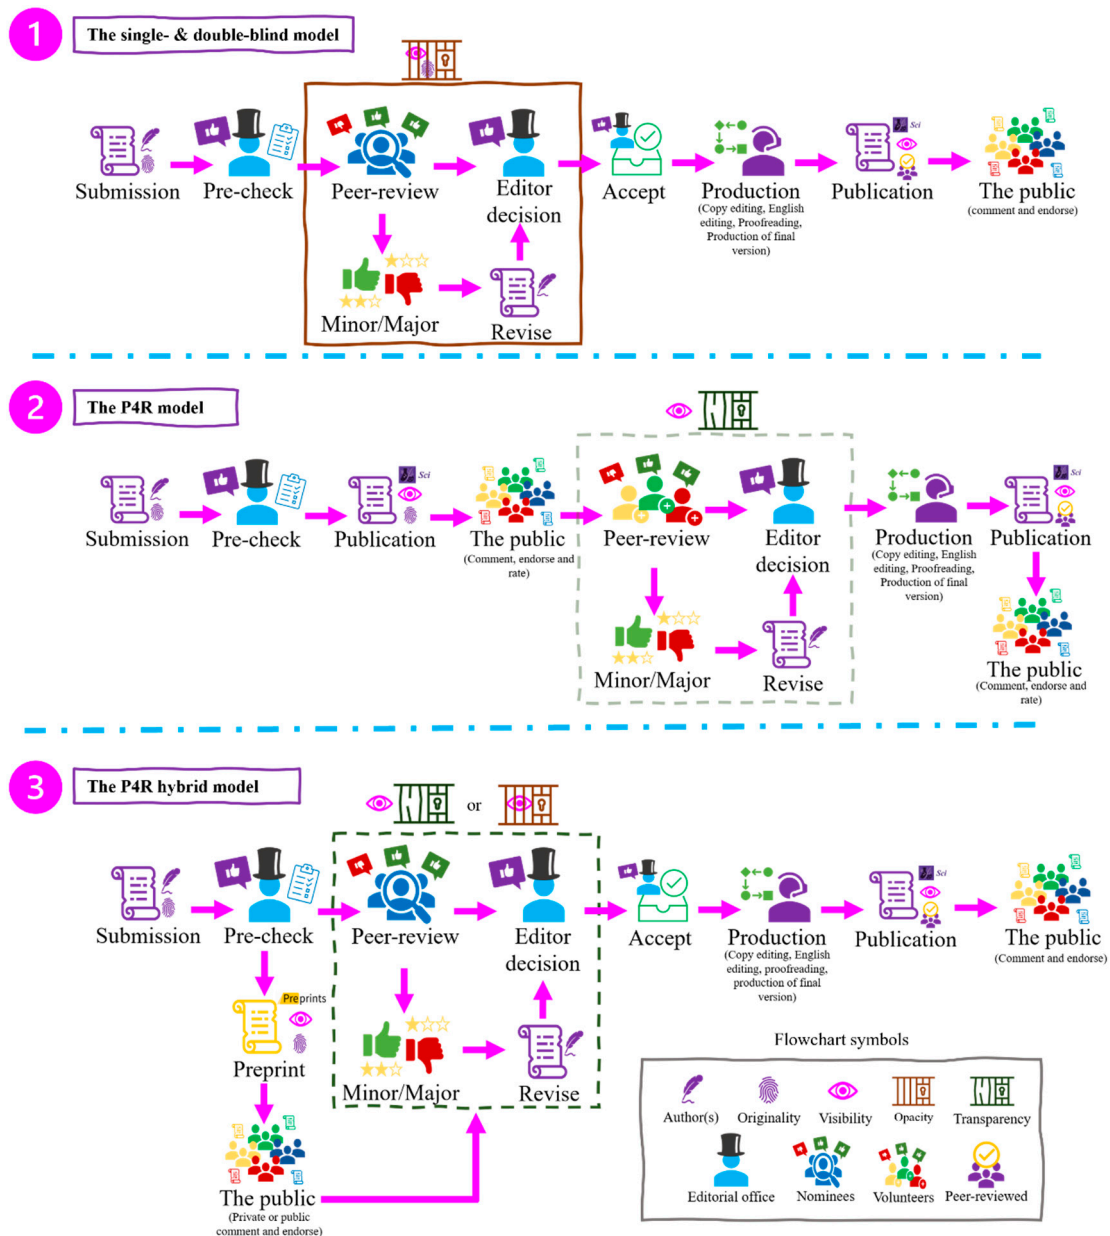 1
The single- & double-blind model
Submission
Pre-check
Peer-review
Editor
decision
Accept
Production
(Copy editing, English
editing, Proofreading,
Production of final
version)
Sci
Publication
The public
(comment and endorse)
Minor/Major
Revise
2
The P4R model
Submission
Pre-check
Sci
Publication
The public
(Comment, endorse and
rate)
Peer-review
Editor
decision
Production
(Copy editing, English
editing, Proofreading,
Production of final
version)
Sci
Publication
Minor/Major
Revise
The public
(Comment, endorse and
rate)
3
The P4R hybrid model
or
Submission
Pre-check
Peer-review
Editor
decision
Accept
Production
(Copy editing, English
editing, proofreading,
production of final
version)
Sci
Publication
The public
(Comment and endorse)
Preprints
Preprint
Minor/Major
Revise
The public
(Private or public
comment and endorse)
Flowchart symbols
Author(s)
Originality
Visibility
Opacity
Transparency
Editorial office
Nominees
Volunteers
Peer-reviewed